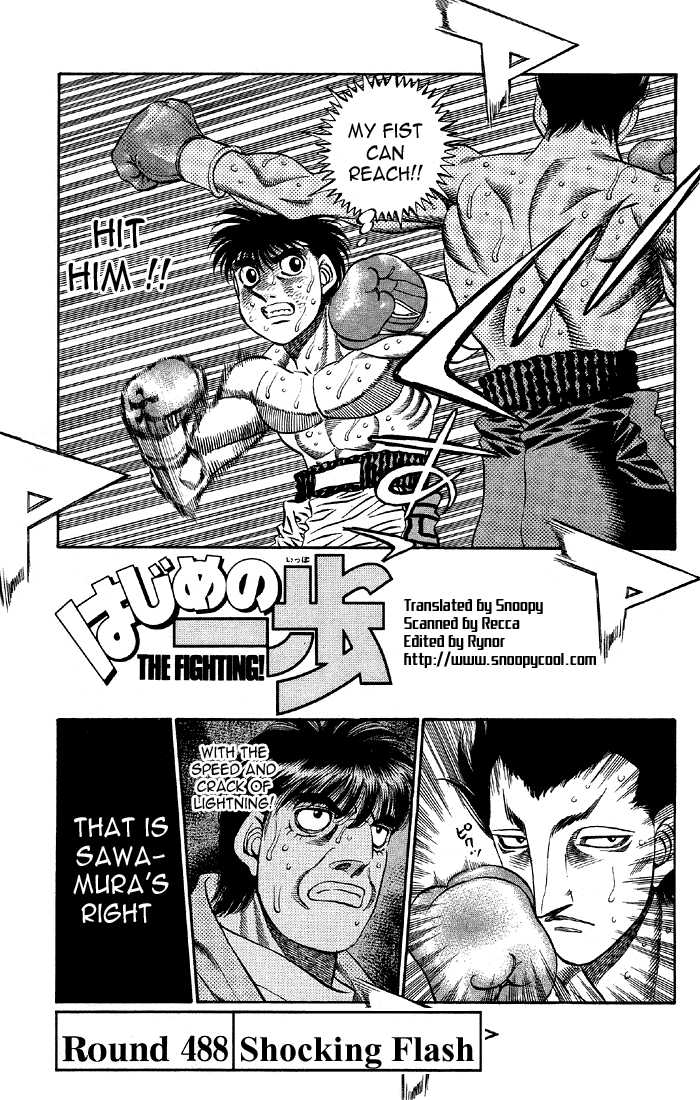 MY FIST
CAN
REACH!!
HIT
HIM !!
はじめの一歩
いっぽ
THE FIGHTING!
Translated by Snoopy
Scanned by Recca
Edited by Rynor
http://www.snoopycool.com
ピクッ
WITH THE
SPEED AND
CRACK OF
LIGHTNING!
THAT IS
SAWA-
MURA'S
RIGHT
Round 488
Shocking Flash